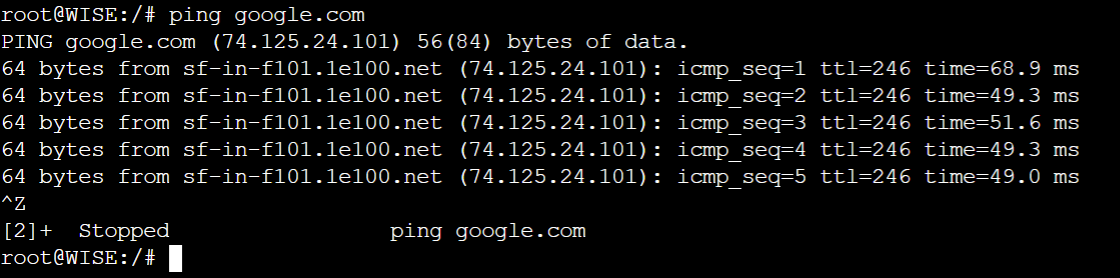 root@WISE:/# ping google.com
PING google.com (74.125.24.101) 56(84) bytes of data.
64 bytes from sf-in-f101.1e100.net (74.125.24.101): icmp_seq=1 ttl=246 time=68.9 ms
64 bytes from sf-in-f101.1e100.net (74.125.24.101): icmp_seq=2 ttl=246 time=49.3 ms
64 bytes from sf-in-f101.1e100.net (74.125.24.101): icmp_seq=3 ttl=246 time=51.6 ms
64 bytes from sf-in-f101.1e100.net (74.125.24.101): icmp_seq=4 ttl=246 time=49.3 ms
64 bytes from sf-in-f101.1e100.net (74.125.24.101): icmp_seq=5 ttl=246 time=49.0 ms
^Z
[2]+  Stopped                 ping google.com
root@WISE:/#